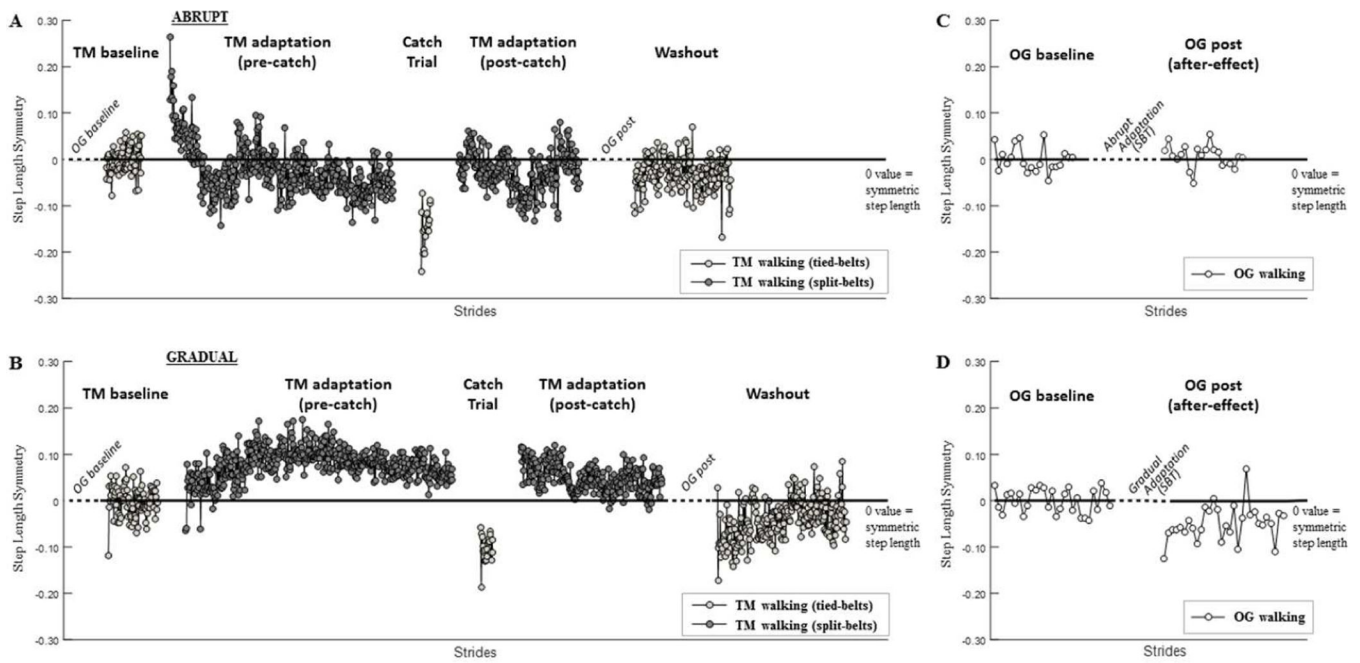 A
ABRUPT
0.30
0.20
0.10
0
-0.10
-0.20
-0.30
Step Length Symmetry
TM baseline
TM adaptation
(pre-catch)
Catch
Trial
TM adaptation
(post-catch)
Washout
OG baseline
OG post
0 value =
symmetric
step length
TM walking (tied-belts)
TM walking (split-belts)
Strides
C
0.30
0.20
0.10
0
-0.10
-0.20
-0.30
Step Length Symmetry
OG baseline
OG post
(after-effect)
Abrupt
Adaptation
(SBT)
0 value =
symmetric
step length
OG walking
Strides
B
GRADUAL
0.30
0.20
0.10
0
-0.10
-0.20
-0.30
Step Length Symmetry
TM baseline
TM adaptation
(pre-catch)
Catch
Trial
TM adaptation
(post-catch)
Washout
OG baseline
OG post
0 value =
symmetric
step length
TM walking (tied-belts)
TM walking (split-belts)
Strides
D
0.30
0.20
0.10
0
-0.10
-0.20
-0.30
Step Length Symmetry
OG baseline
OG post
(after-effect)
Gradual
Adaptation
(SBT)
0 value =
symmetric
step length
OG walking
Strides